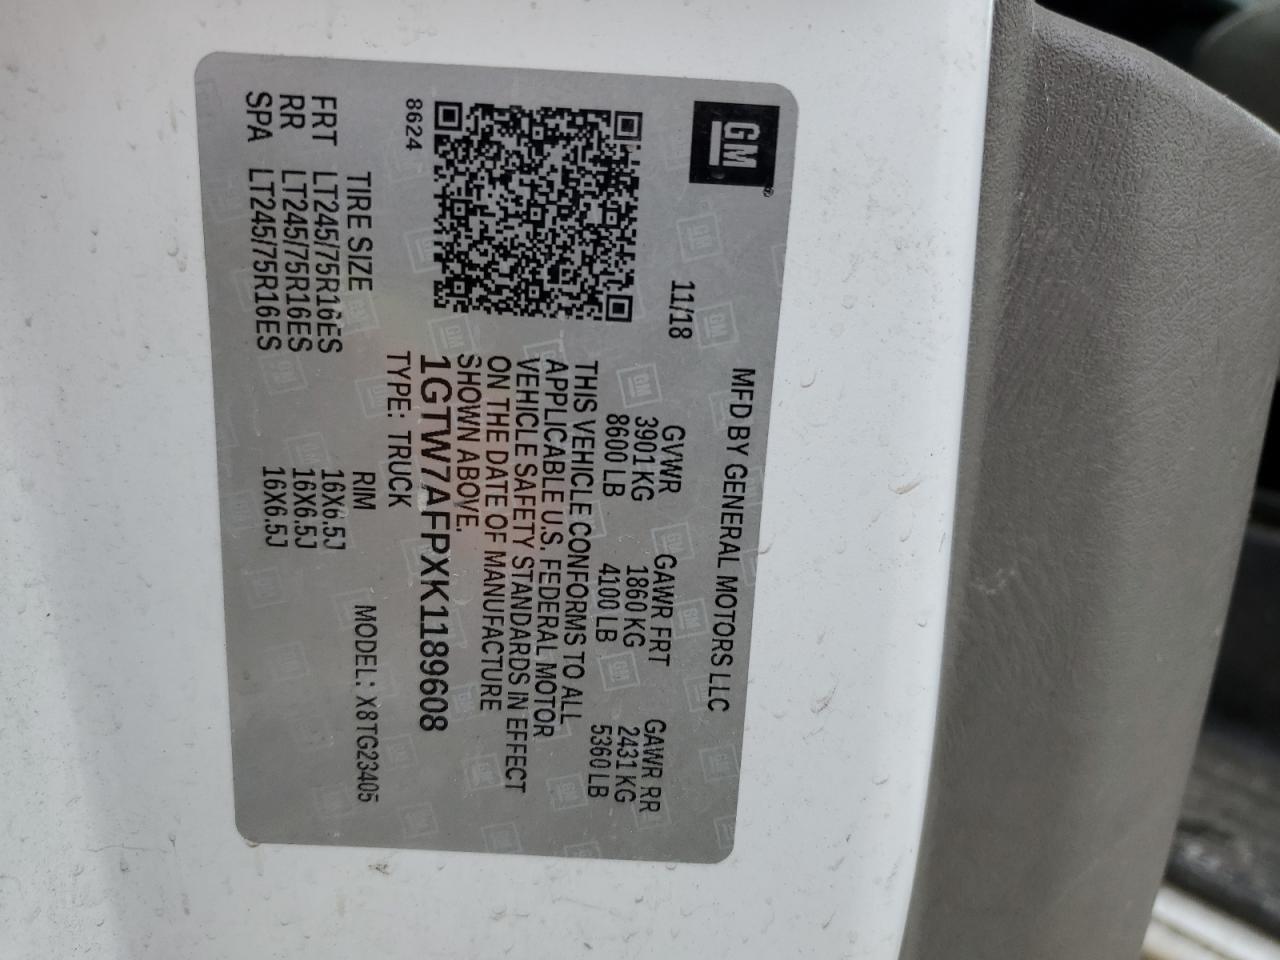 GM®
MFD BY GENERAL MOTORS LLC
11/18
GVWR GAWR FRT GAWR RR
3901 KG 1860 KG 2431 KG
8600 LB 4100 LB 5360 LB
THIS VEHICLE CONFORMS TO ALL
APPLICABLE U.S. FEDERAL MOTOR
VEHICLE SAFETY STANDARDS IN EFFECT
ON THE DATE OF MANUFACTURE
SHOWN ABOVE.
1GTW7AFPXK1189608
TYPE: TRUCK
8624
MODEL: X8TG23405
TIRE SIZE RIM
FRT LT245/75R16ES 16X6.5J
RR LT245/75R16ES 16X6.5J
SPA LT245/75R16ES 16X6.5J